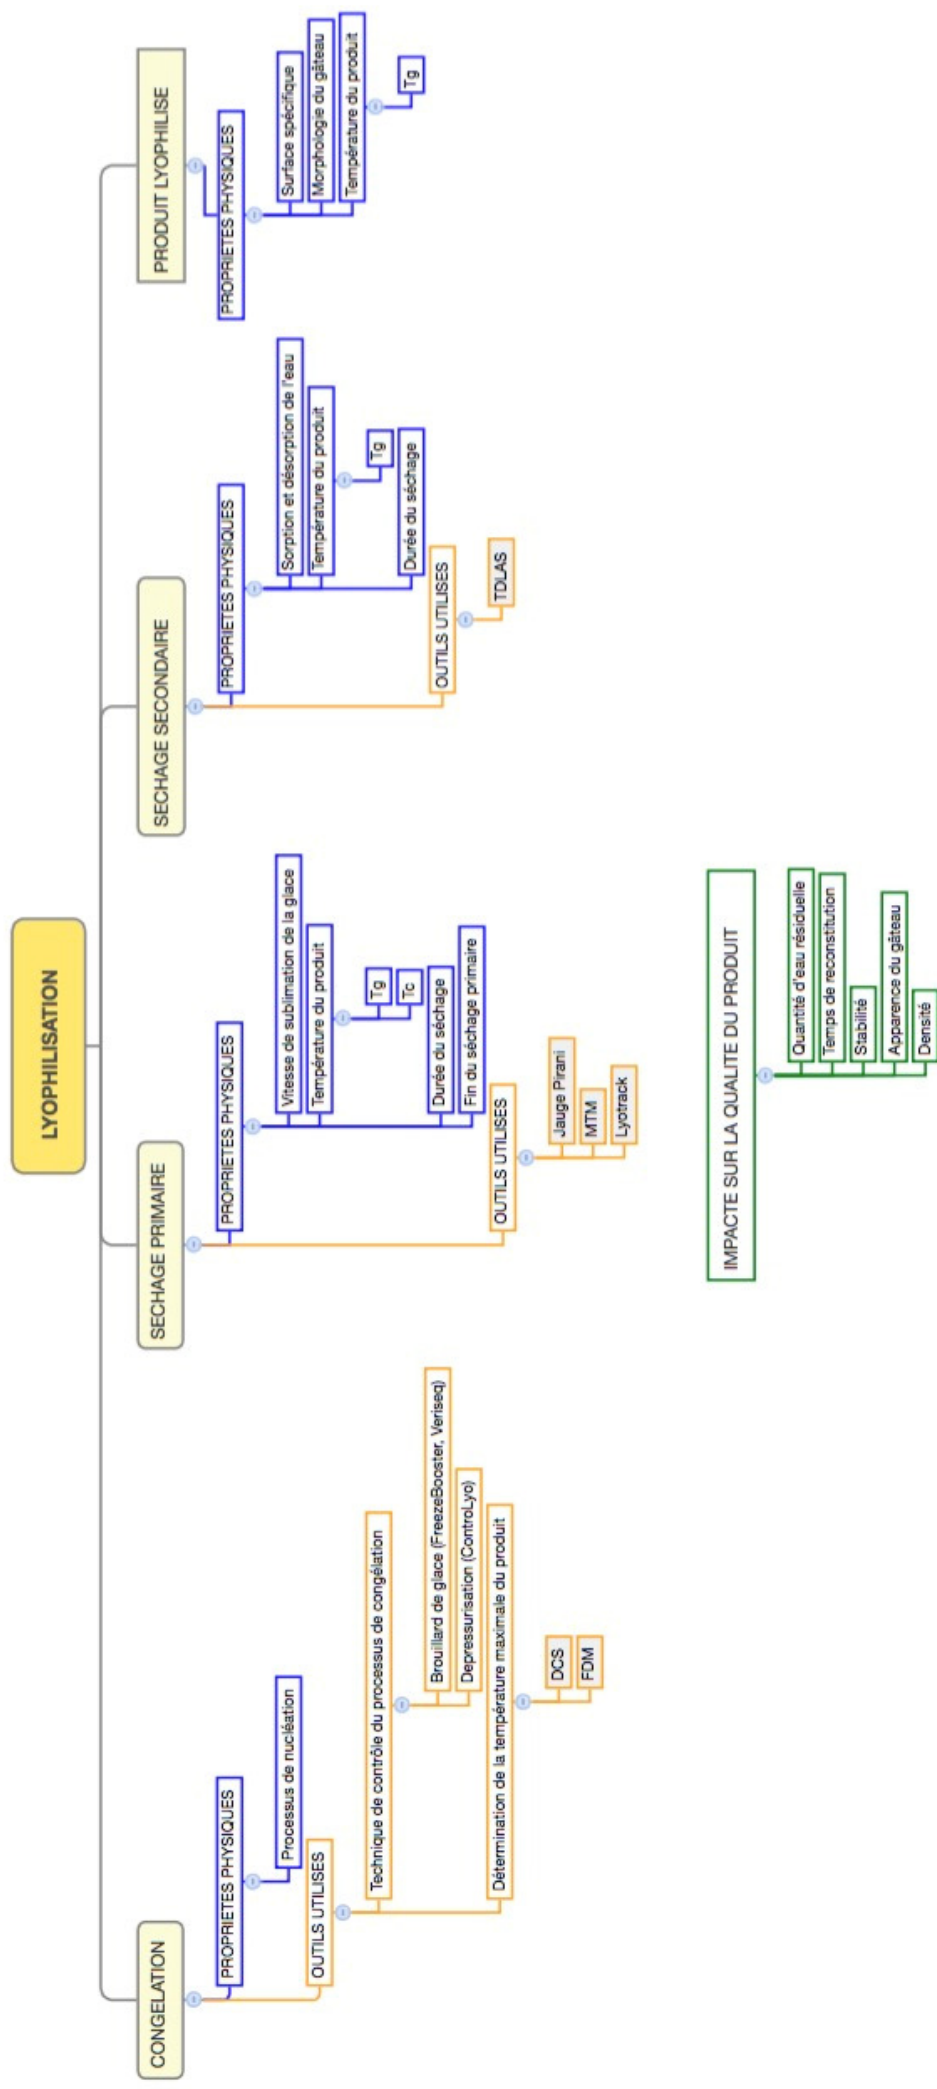 LYOPHILISATION
CONGELATION
PROPRIETES PHYSIQUES
Processus de nucléation
OUTILS UTILISES
Technique de contrôle du processus de congélation
Brouillard de glace (FreezeBooster, Veriseq)
Depressurisation (ControLyo)
Détermination de la température maximale du produit
DCS
FDM
SECHAGE PRIMAIRE
PROPRIETES PHYSIQUES
Vitesse de sublimation de la glace
Température du produit
Tg
Tc
Durée du séchage
Fin du séchage primaire
OUTILS UTILISES
Jauge Pirani
MTM
Lyotrack
SECHAGE SECONDAIRE
PROPRIETES PHYSIQUES
Sorption et désorption de l'eau
Température du produit
Tg
Durée du séchage
OUTILS UTILISES
TDLAS
PRODUIT LYOPHILISE
PROPRIETES PHYSIQUES
Surface spécifique
Morphologie du gâteau
Température du produit
Tg
IMPACTE SUR LA QUALITE DU PRODUIT
Quantité d'eau résiduelle
Temps de reconstitution
Stabilité
Apparence du gâteau
Densité